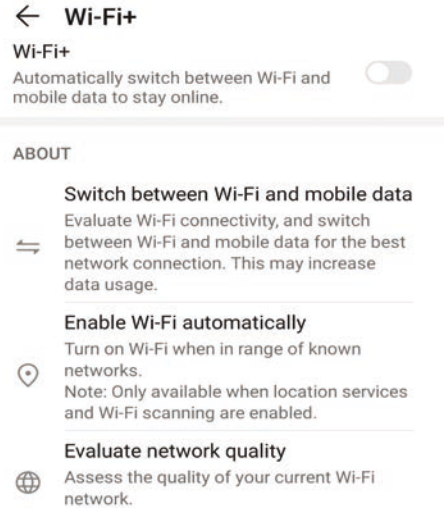 Wi-Fi+
Wi-Fi+
Automatically switch between Wi-Fi and
mobile data to stay online.
ABOUT
Switch between Wi-Fi and mobile data
Evaluate Wi-Fi connectivity, and switch
between Wi-Fi and mobile data for the best
network connection. This may increase
data usage.
Enable Wi-Fi automatically
Turn on Wi-Fi when in range of known
networks.
Note: Only available when location services
and Wi-Fi scanning are enabled.
Evaluate network quality
Assess the quality of your current Wi-Fi
network.